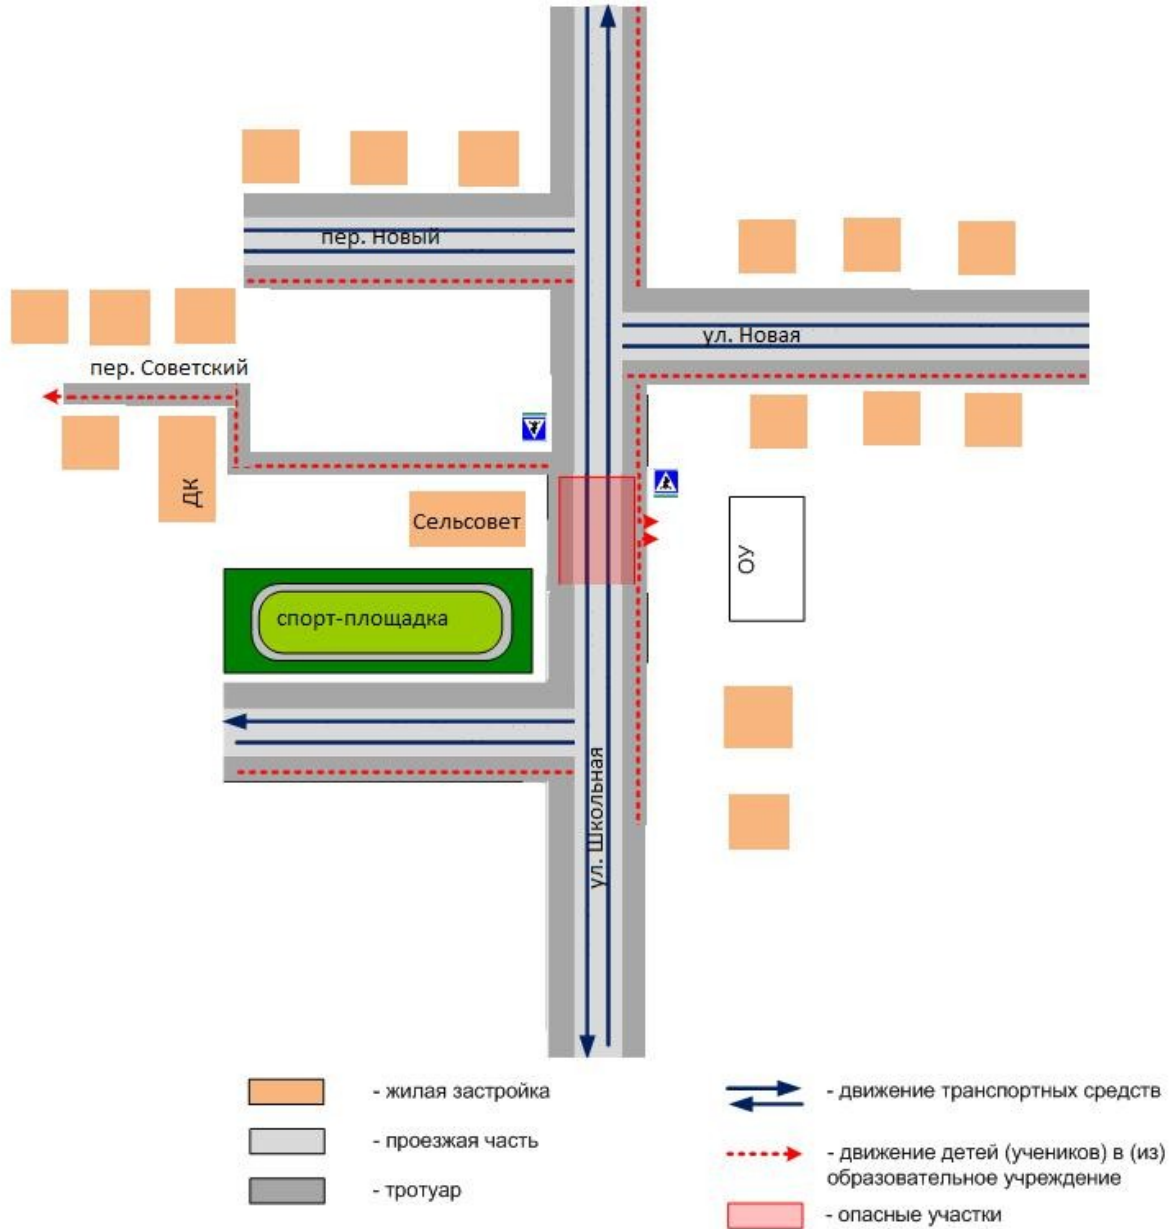 пер. Новый
ул. Новая
пер. Советский
ДК
Сельсовет
ОУ
спорт-площадка
ул. Школьная
- жилая застройка
- проезжая часть
- тротуар
- движение транспортных средств
- движение детей (учеников) в (из)
образовательное учреждение
- опасные участки